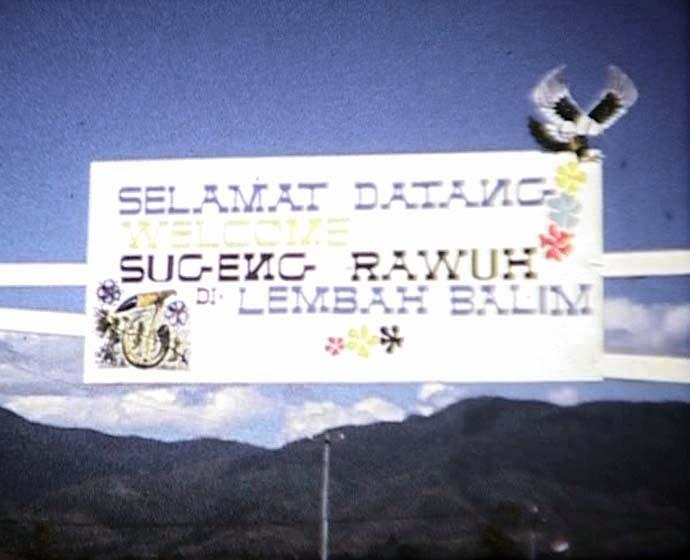 SELAMAT DATANG
WELCOME
SUGENG RAWUH
DI. LEMBAH BALIM